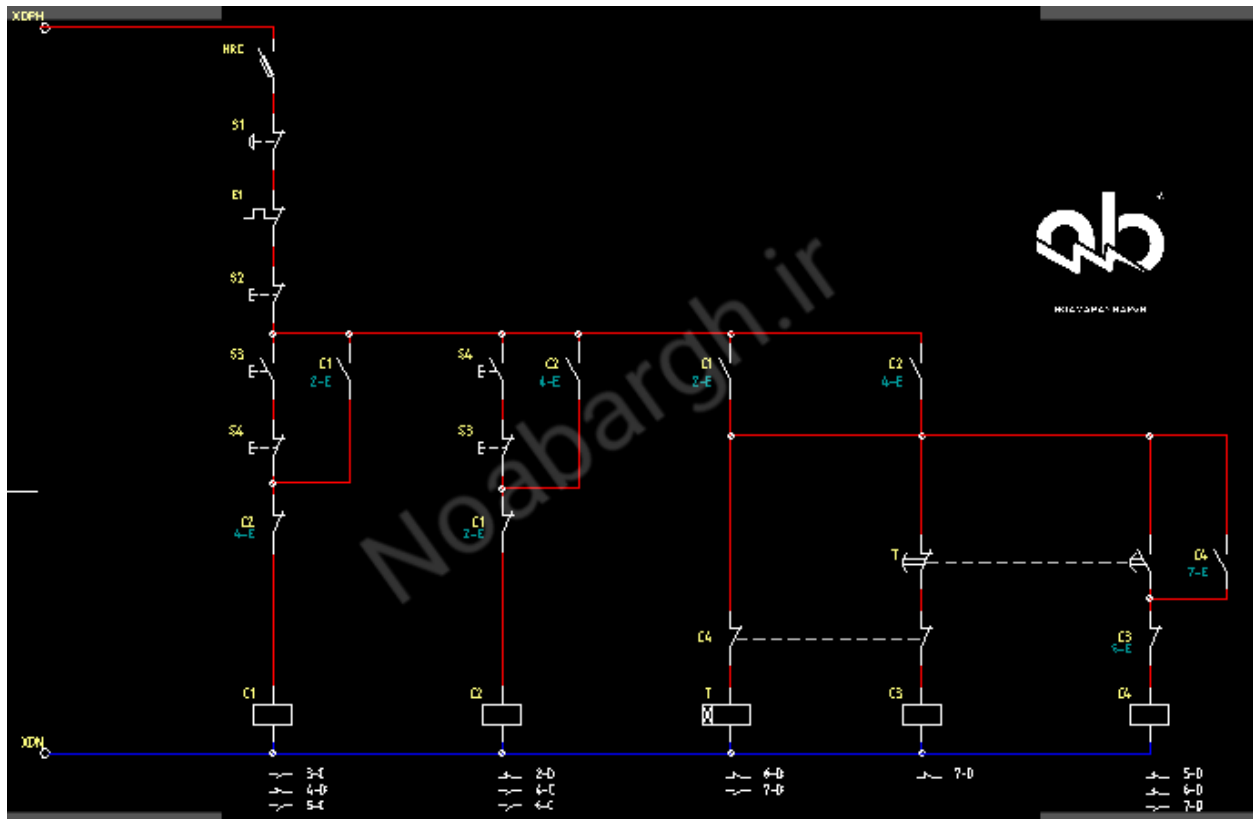 XDPH
HRC
S1
E1
S2
S3
C1
2-E
S4
C2
4-E
C1
2-E
C2
4-E
S4
S3
C2
4-E
C1
2-E
T
C4
7-E
C4
C3
C1
C2
T
C3
C4
XDN
3-C
4-D
5-C
2-D
4-C
6-C
6-D
7-D
7-D
5-D
6-D
7-D
Noabargh.ir